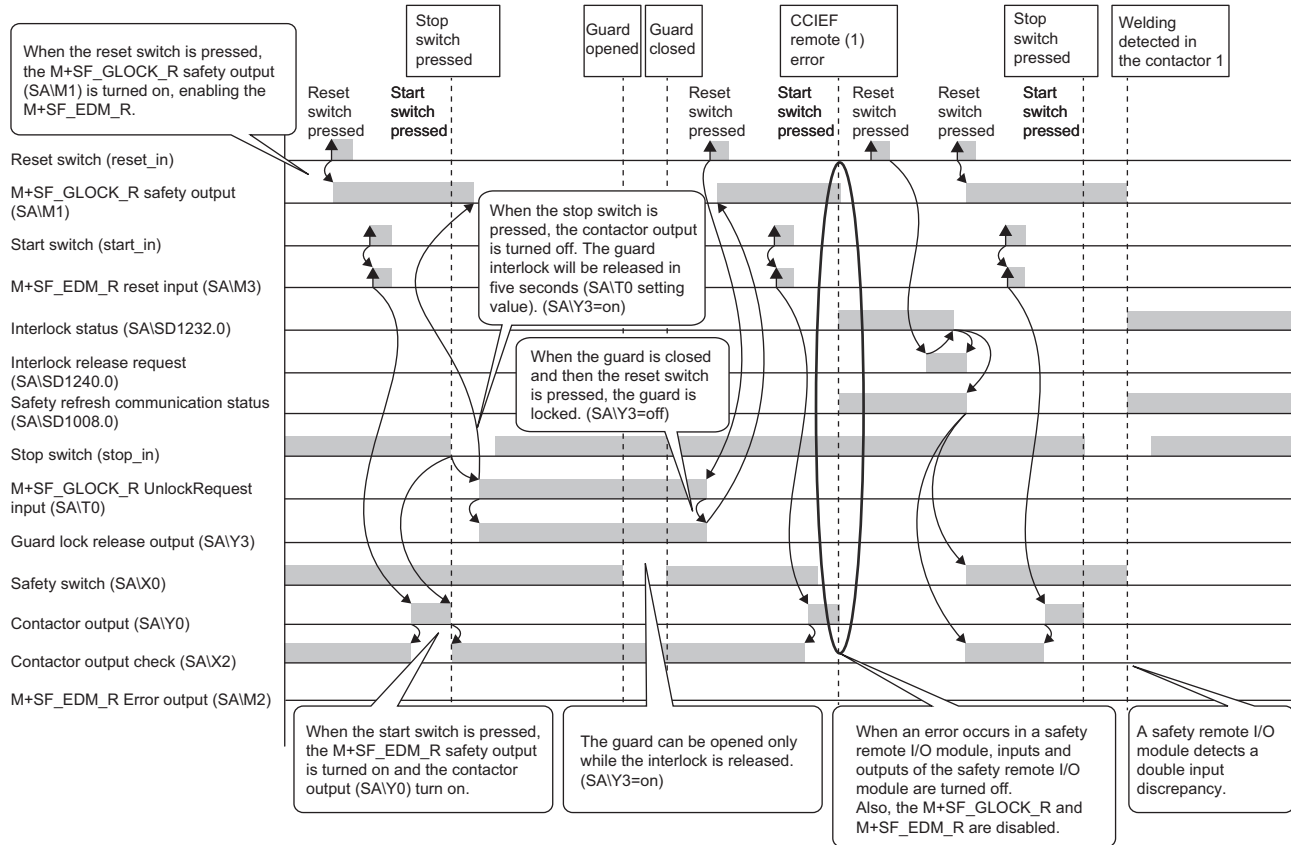 Stop
switch
pressed
Guard
opened
Guard
closed
CCIEF
remote (1)
error
Stop
switch
pressed
Welding
detected in
the contactor 1
When the reset switch is pressed,
the M+SF_GLOCK_R safety output
(SA\M1) is turned on, enabling the
M+SF_EDM_R.
Reset
switch
pressed
Start
switch
pressed
Reset
switch
pressed
Start
switch
pressed
Reset
switch
pressed
Reset
switch
pressed
Start
switch
pressed
Reset switch (reset_in)
M+SF_GLOCK_R safety output
(SA\M1)
Start switch (start_in)
M+SF_EDM_R reset input (SA\M3)
Interlock status (SA\SD1232.0)
Interlock release request
(SA\SD1240.0)
Safety refresh communication status
(SA\SD1008.0)
Stop switch (stop_in)
M+SF_GLOCK_R UnlockRequest
input (SA\T0)
Guard lock release output (SA\Y3)
Safety switch (SA\X0)
Contactor output (SA\Y0)
Contactor output check (SA\X2)
M+SF_EDM_R Error output (SA\M2)
When the stop switch is
pressed, the contactor output
is turned off. The guard
interlock will be released in
five seconds (SA\T0 setting
value). (SA\Y3=on)
When the guard is closed
and then the reset switch
is pressed, the guard is
locked. (SA\Y3=off)
When the start switch is pressed,
the M+SF_EDM_R safety output
is turned on and the contactor
output (SA\Y0) turn on.
The guard can be opened only
while the interlock is released.
(SA\Y3=on)
When an error occurs in a safety
remote I/O module, inputs and
outputs of the safety remote I/O
module are turned off.
Also, the M+SF_GLOCK_R and
M+SF_EDM_R are disabled.
A safety remote I/O
module detects a
double input
discrepancy.